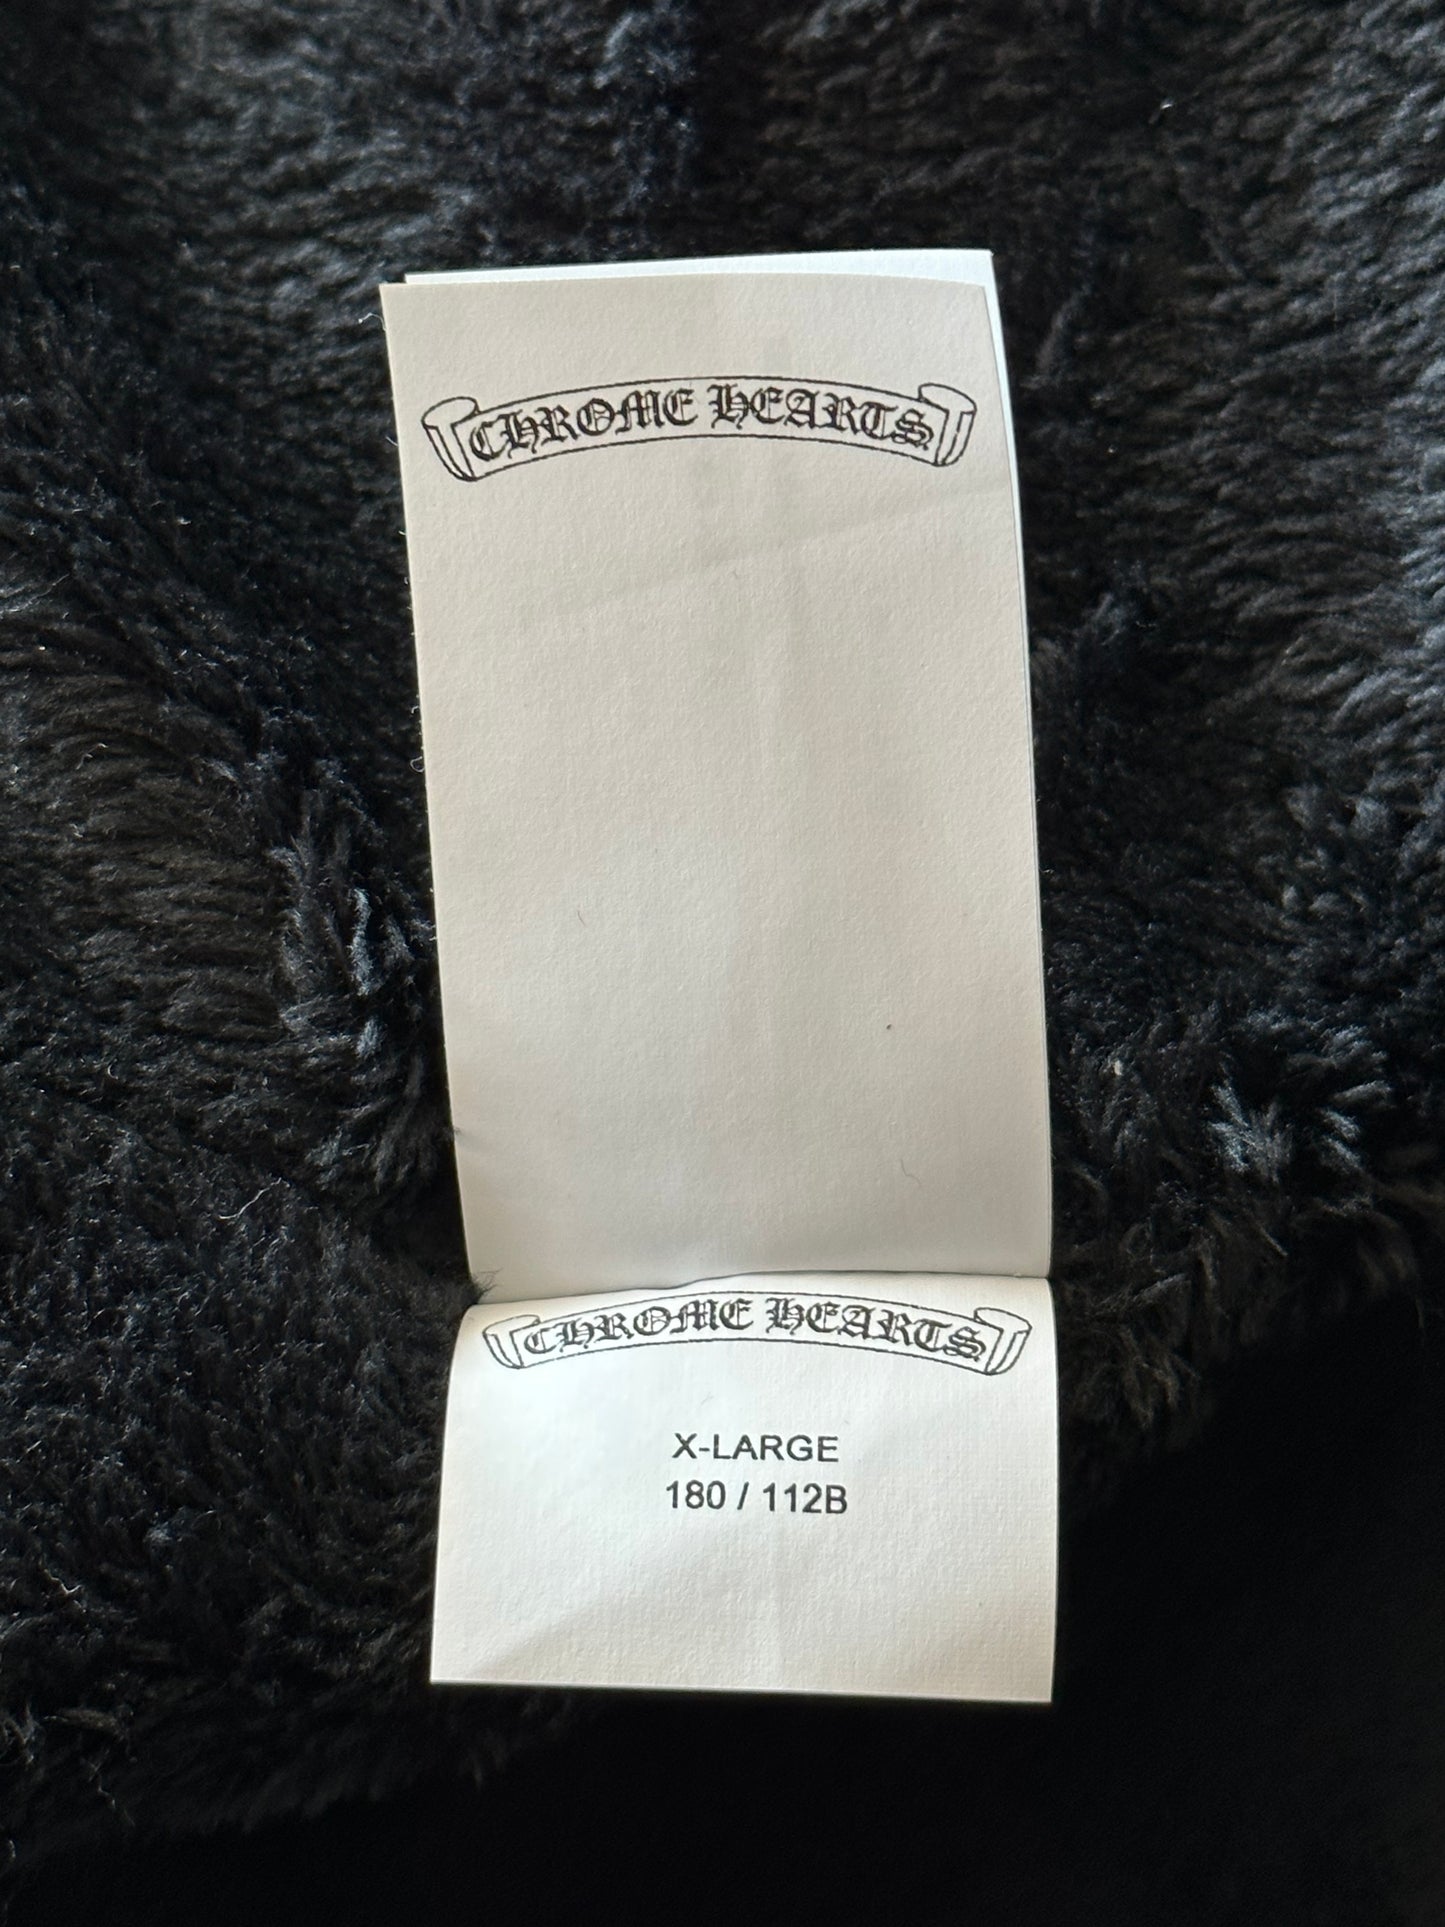 CHROME HEARTS
CHROME HEARTS
X-LARGE
180 / 112B